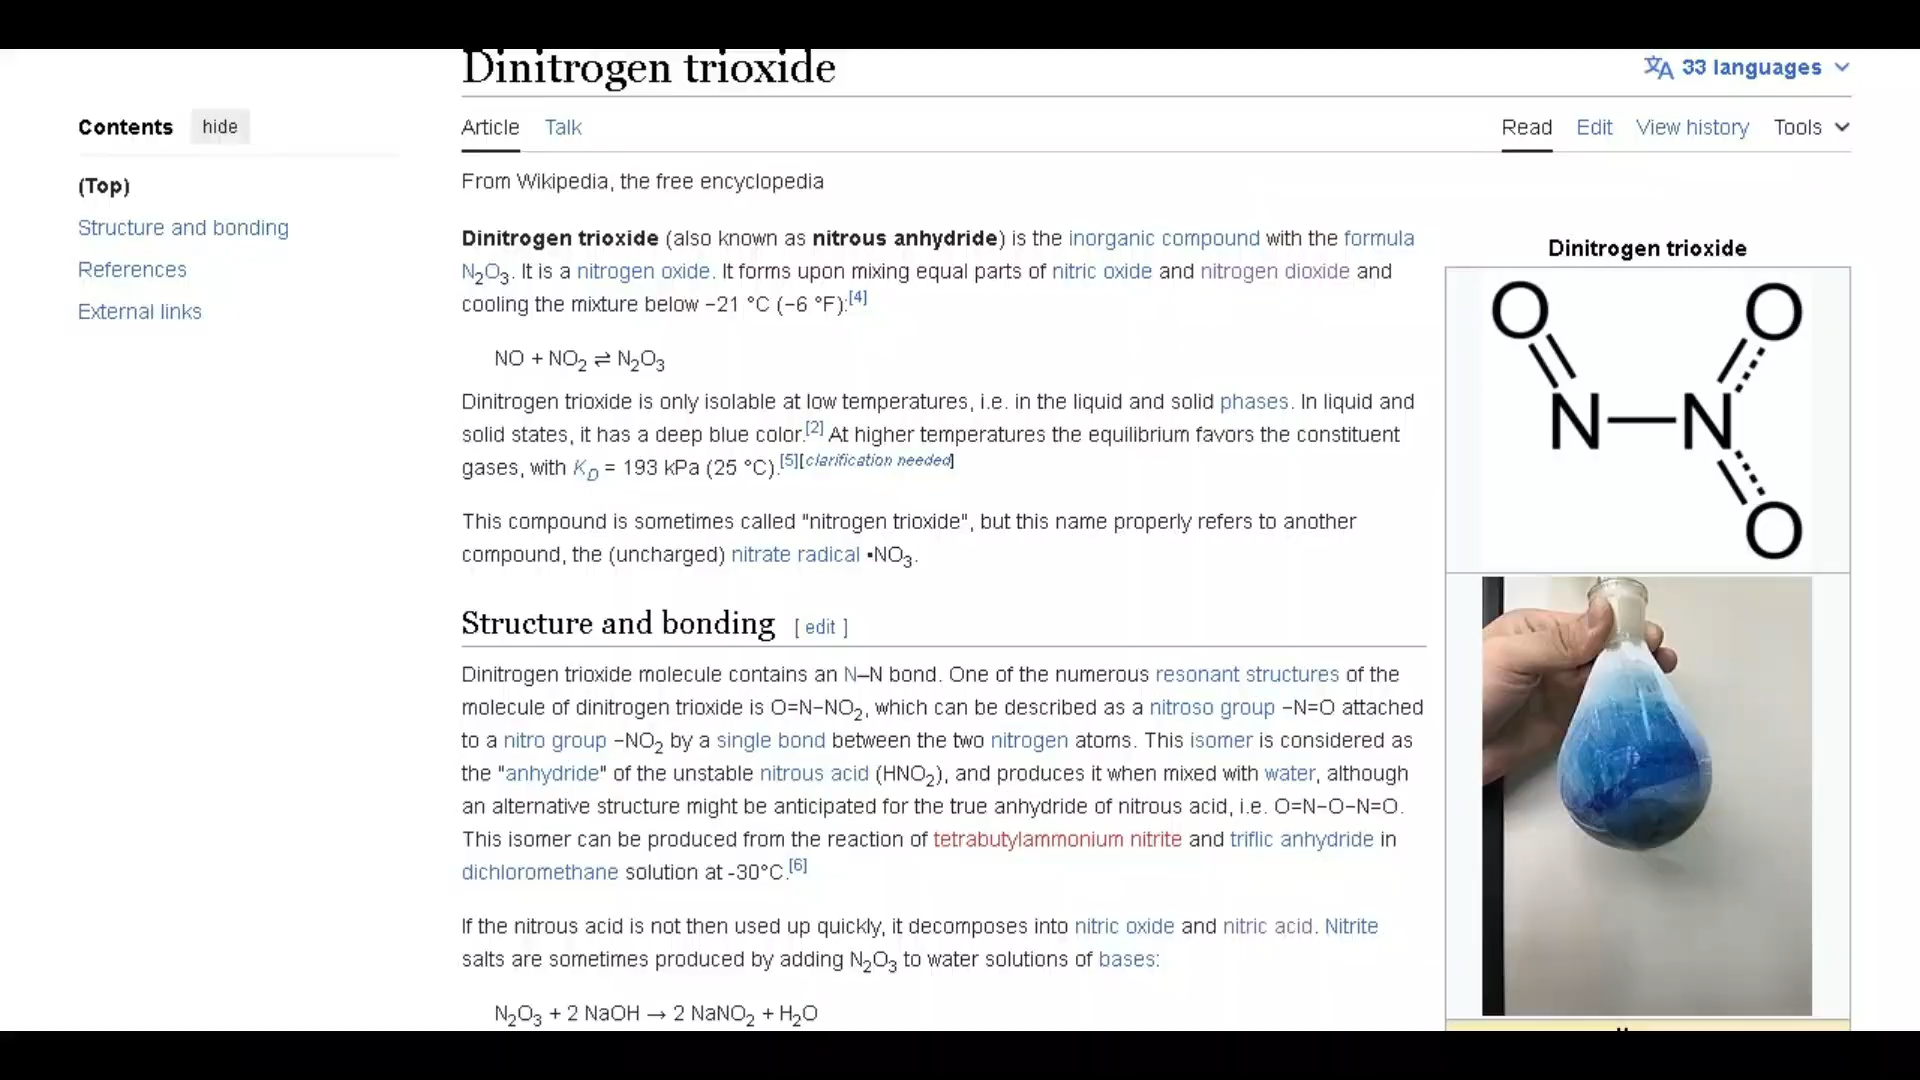 Dinitrogen trioxide
33 languages
Contents hide
Article Talk
Read Edit View history Tools
(Top)
Structure and bonding
References
External links
From Wikipedia, the free encyclopedia
Dinitrogen trioxide (also known as nitrous anhydride) is the inorganic compound with the formula
N₂O₃. It is a nitrogen oxide. It forms upon mixing equal parts of nitric oxide and nitrogen dioxide and
cooling the mixture below −21 °C (−6 °F):[4]
NO + NO₂ ⇌ N₂O₃
Dinitrogen trioxide is only isolable at low temperatures, i.e. in the liquid and solid phases. In liquid and
solid states, it has a deep blue color.[2] At higher temperatures the equilibrium favors the constituent
gases, with K_D = 193 kPa (25 °C).[5][clarification needed]
This compound is sometimes called "nitrogen trioxide", but this name properly refers to another
compound, the (uncharged) nitrate radical •NO₃.
Structure and bonding [ edit ]
Dinitrogen trioxide molecule contains an N–N bond. One of the numerous resonant structures of the
molecule of dinitrogen trioxide is O=N−NO₂, which can be described as a nitroso group −N=O attached
to a nitro group −NO₂ by a single bond between the two nitrogen atoms. This isomer is considered as
the "anhydride" of the unstable nitrous acid (HNO₂), and produces it when mixed with water, although
an alternative structure might be anticipated for the true anhydride of nitrous acid, i.e. O=N−O−N=O.
This isomer can be produced from the reaction of tetrabutylammonium nitrite and triflic anhydride in
dichloromethane solution at -30°C.[6]
If the nitrous acid is not then used up quickly, it decomposes into nitric oxide and nitric acid. Nitrite
salts are sometimes produced by adding N₂O₃ to water solutions of bases:
N₂O₃ + 2 NaOH → 2 NaNO₂ + H₂O
Dinitrogen trioxide
O O
N N
O